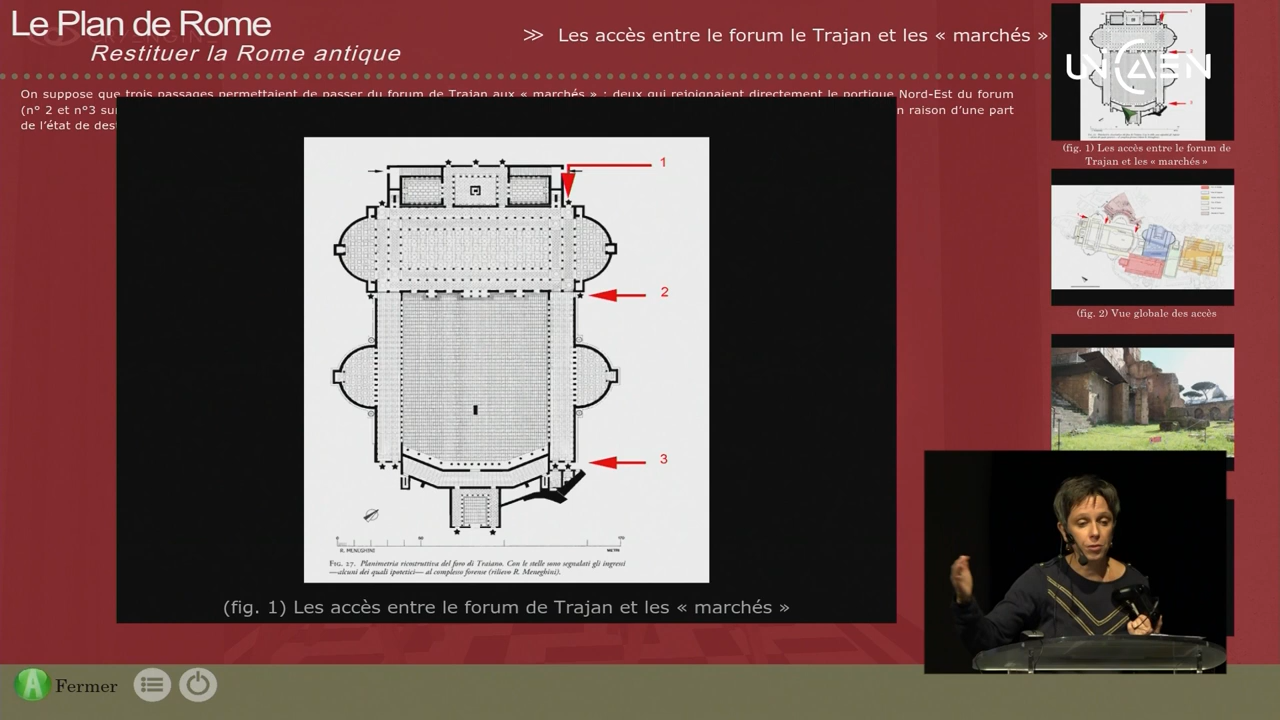 Le Plan de Rome
Restituer la Rome antique
>> Les accès entre le forum le Trajan et les « marchés »
UNICAEN
On suppose que trois passages permettaient de passer du forum de Trajan aux « marchés » : deux qui rejoignaient directement le portique Nord-Est du forum
(n° 2 et n°3 sur
n raison d'une part
de l'état de des
1
2
3
R. MENEGHINI
METRI
FIG. 27. Planimetria ricostruttiva del foro di Traiano. Con le stelle sono segnalati gli ingressi
—alcuni dei quali ipotetici— al complesso forense (rilievo R. Meneghini).
(fig. 1) Les accès entre le forum de Trajan et les « marchés »
(fig. 1) Les accès entre le forum de
Trajan et les « marchés »
(fig. 2) Vue globale des accès
A Fermer